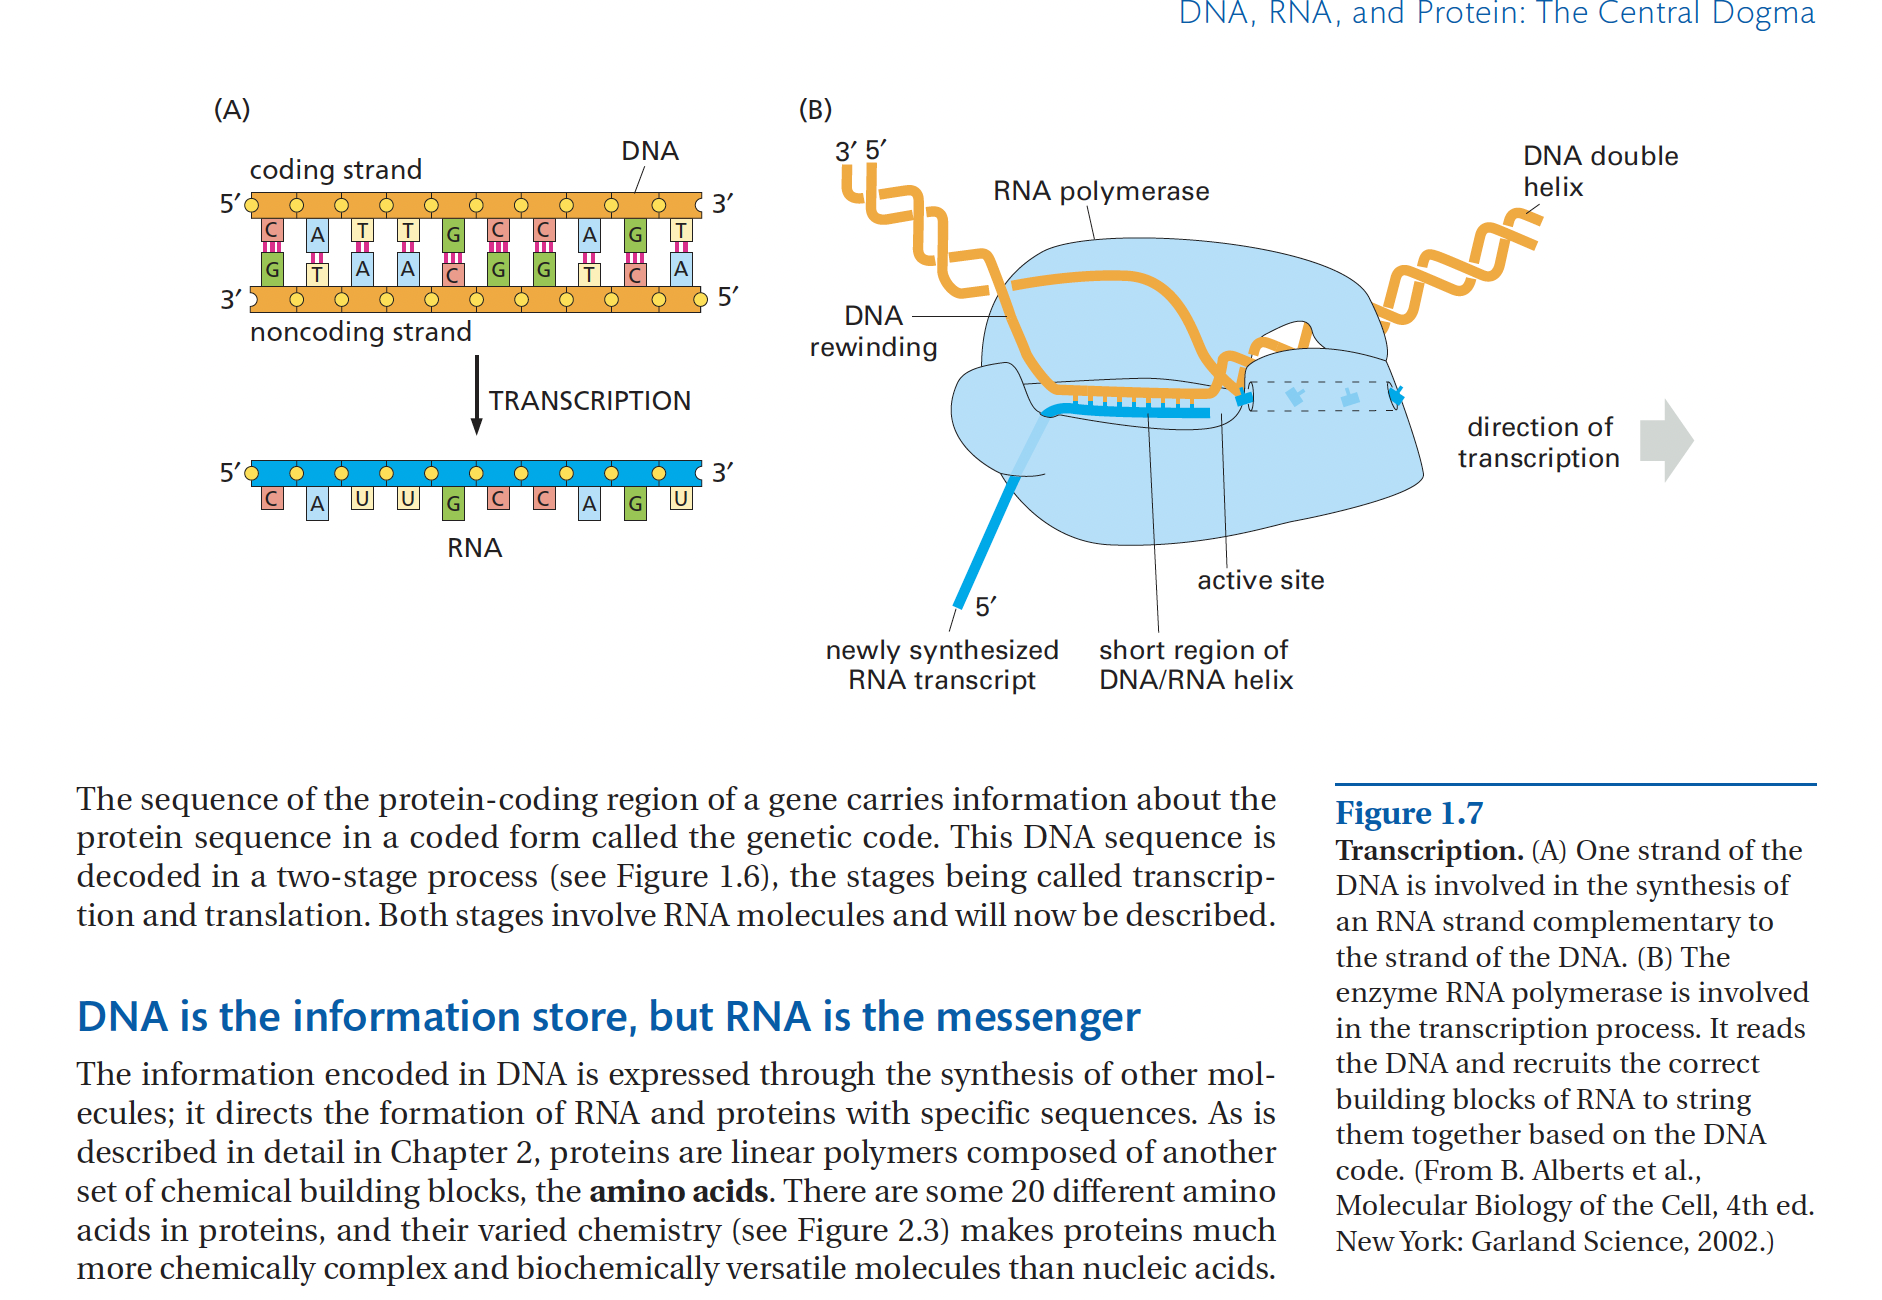 DNA, RNA, and Protein: The Central Dogma
(A)
coding strand
DNA
5′
3′
C A T T G C C A G T
G T A A C G G T C A
3′
5′
noncoding strand
TRANSCRIPTION
5′
3′
C A U U G C C A G U
RNA
(B)
3′ 5′
RNA polymerase
DNA double
helix
DNA
rewinding
direction of
transcription
active site
5′
newly synthesized
RNA transcript
short region of
DNA/RNA helix
The sequence of the protein-coding region of a gene carries information about the
protein sequence in a coded form called the genetic code. This DNA sequence is
decoded in a two-stage process (see Figure 1.6), the stages being called transcrip-
tion and translation. Both stages involve RNA molecules and will now be described.
DNA is the information store, but RNA is the messenger
The information encoded in DNA is expressed through the synthesis of other mol-
ecules; it directs the formation of RNA and proteins with specific sequences. As is
described in detail in Chapter 2, proteins are linear polymers composed of another
set of chemical building blocks, the amino acids. There are some 20 different amino
acids in proteins, and their varied chemistry (see Figure 2.3) makes proteins much
more chemically complex and biochemically versatile molecules than nucleic acids.
Figure 1.7
Transcription. (A) One strand of the
DNA is involved in the synthesis of
an RNA strand complementary to
the strand of the DNA. (B) The
enzyme RNA polymerase is involved
in the transcription process. It reads
the DNA and recruits the correct
building blocks of RNA to string
them together based on the DNA
code. (From B. Alberts et al.,
Molecular Biology of the Cell, 4th ed.
New York: Garland Science, 2002.)